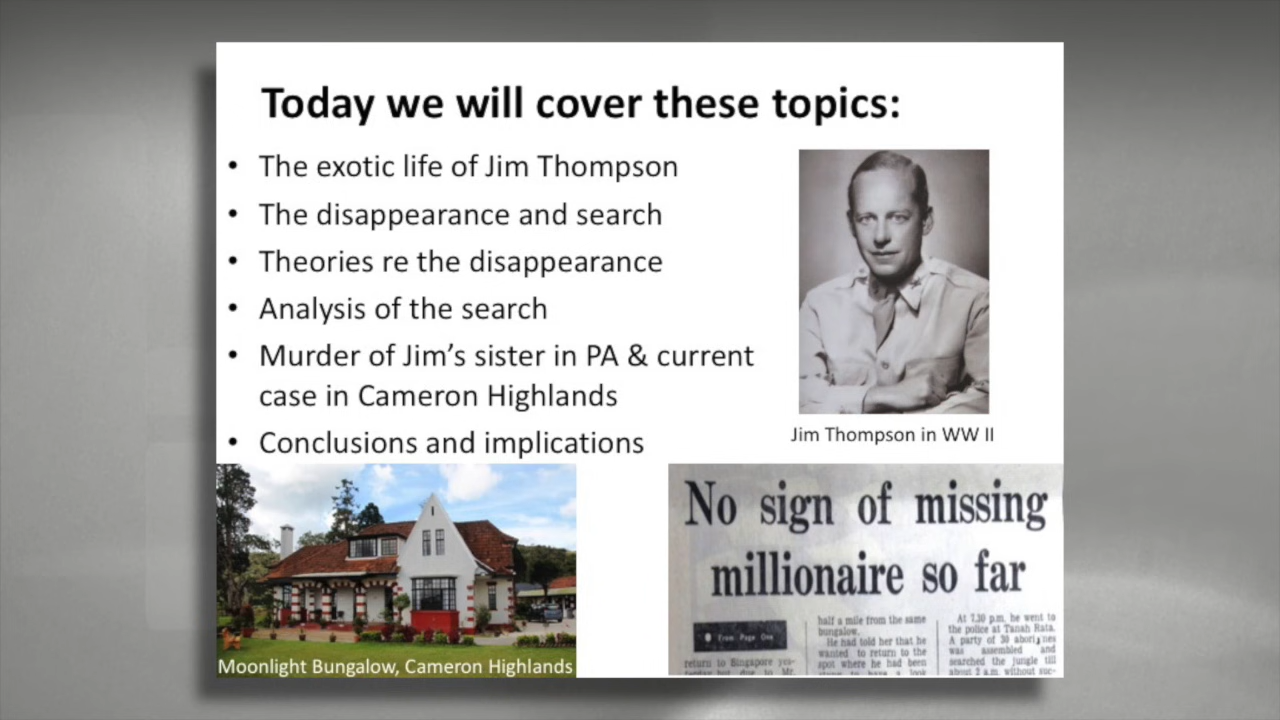 Today we will cover these topics:
• The exotic life of Jim Thompson
• The disappearance and search
• Theories re the disappearance
• Analysis of the search
• Murder of Jim’s sister in PA & current
case in Cameron Highlands
• Conclusions and implications
Jim Thompson in WW II
Moonlight Bungalow, Cameron Highlands
No sign of missing
millionaire so far
From Page One
return to Singapore yes-
half a mile from the same
bungalow.
He had told her that he
wanted to return to the
spot where he had been
At 7.30 p.m. he went to
the police at Tanah Rata.
A party of 30 aborigines
was assembled and
searched the jungle till
about 2 a.m. without suc-